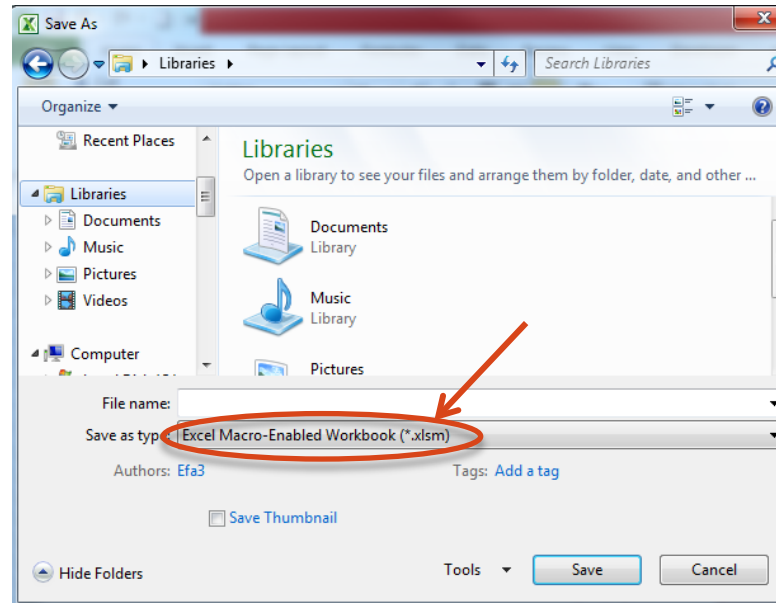 Save As
Libraries
Search Libraries
Organize
Recent Places
Libraries
Documents
Music
Pictures
Videos
Computer
Libraries
Open a library to see your files and arrange them by folder, date, and other ...
Documents
Library
Music
Library
Pictures
File name:
Save as type: Excel Macro-Enabled Workbook (*.xlsm)
Authors: Efa3 Tags: Add a tag
Save Thumbnail
Hide Folders Tools Save Cancel